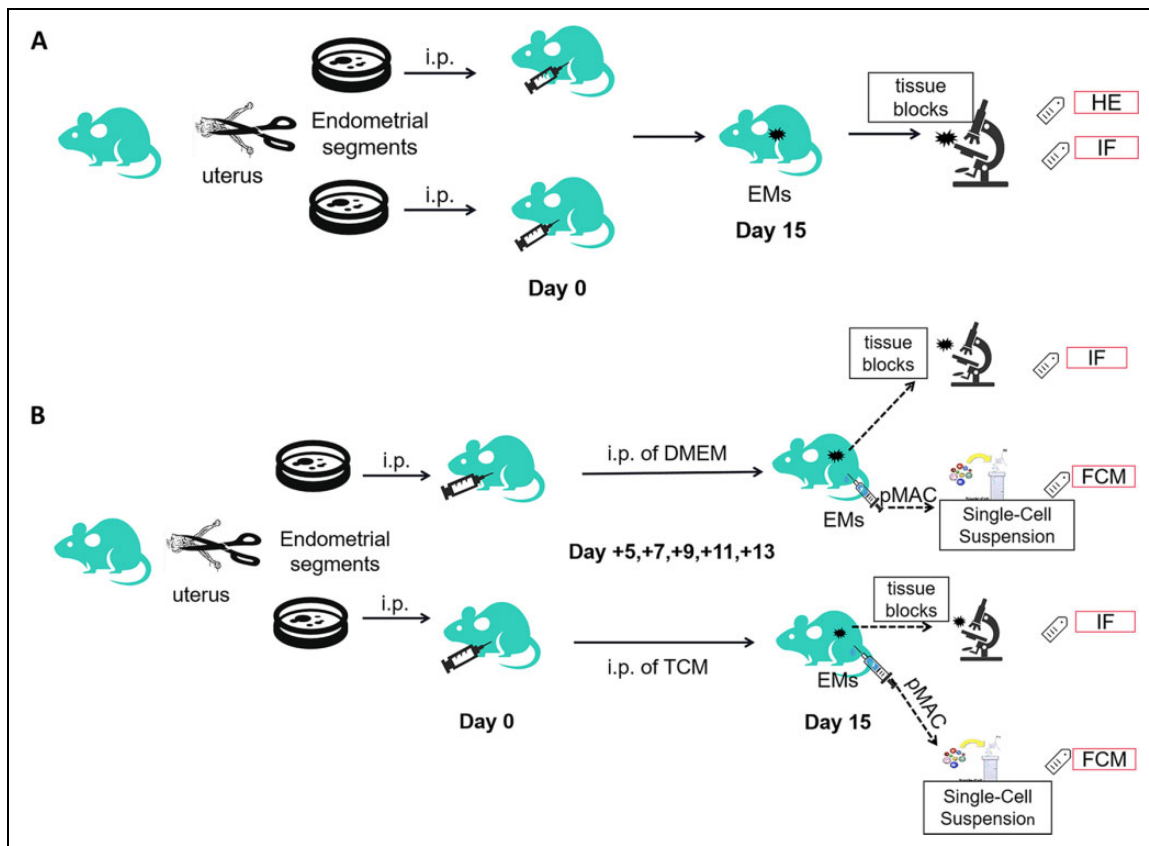 A
i.p.
tissue
blocks
HE
Endometrial
segments
uterus
IF
i.p.
EMs
Day 15
Day 0
tissue
blocks
IF
B
i.p.
i.p. of DMEM
pMAC
FCM
EMs
Single-Cell
Suspension
Endometrial
segments
Day +5,+7,+9,+11,+13
uterus
i.p.
tissue
blocks
IF
i.p. of TCM
EMs
pMAC
Day 0
Day 15
FCM
Single-Cell
Suspension